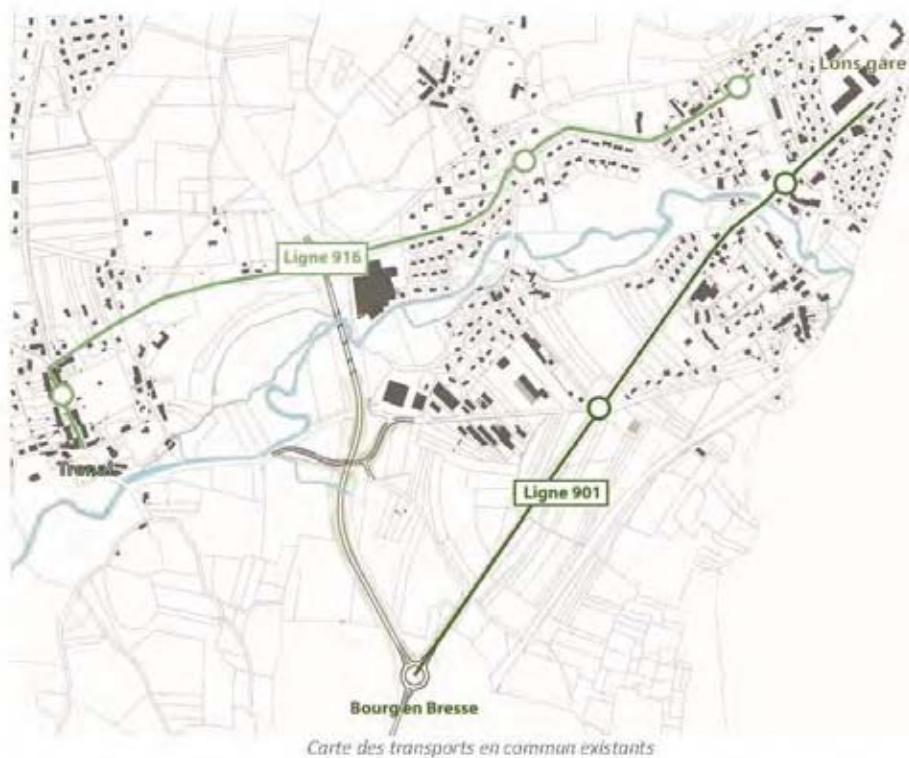 Lons gare
Ligne 916
Trenal
Ligne 901
Bourg en Bresse
Carte des transports en commun existants